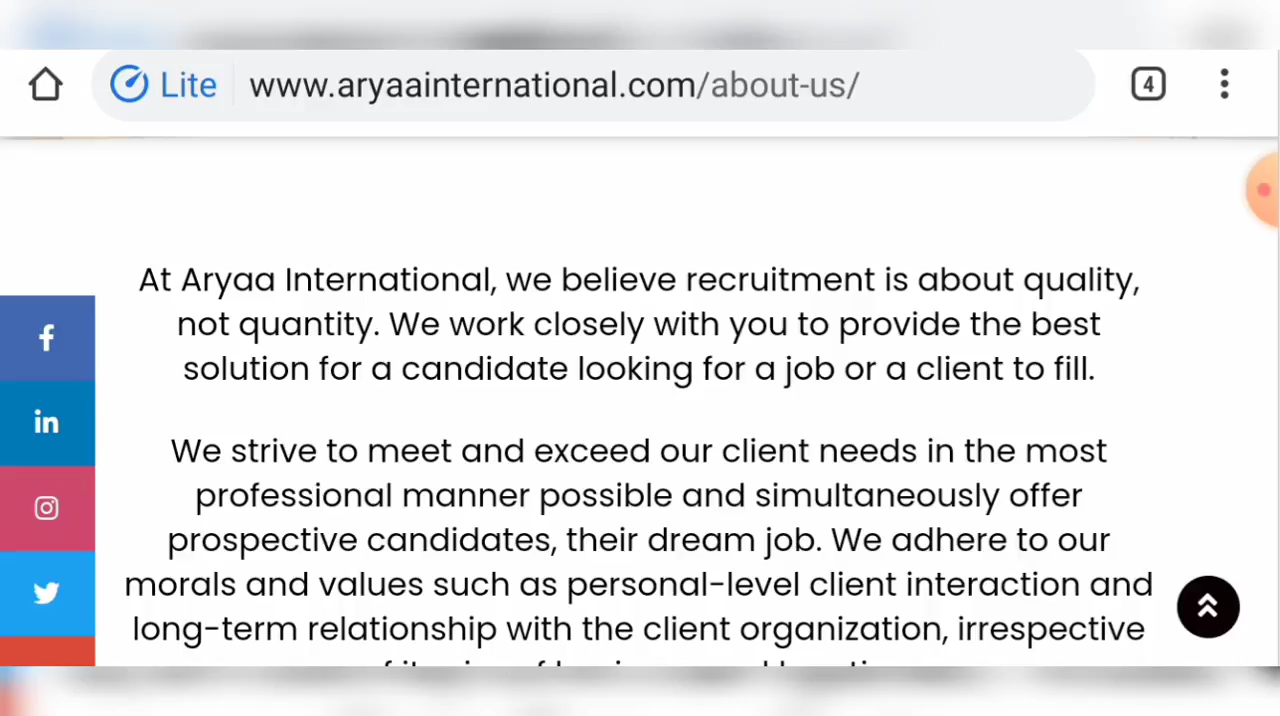 Lite www.aryaainternational.com/about-us/ 4
At Aryaa International, we believe recruitment is about quality,
not quantity. We work closely with you to provide the best
solution for a candidate looking for a job or a client to fill.
We strive to meet and exceed our client needs in the most
professional manner possible and simultaneously offer
prospective candidates, their dream job. We adhere to our
morals and values such as personal-level client interaction and
long-term relationship with the client organization, irrespective